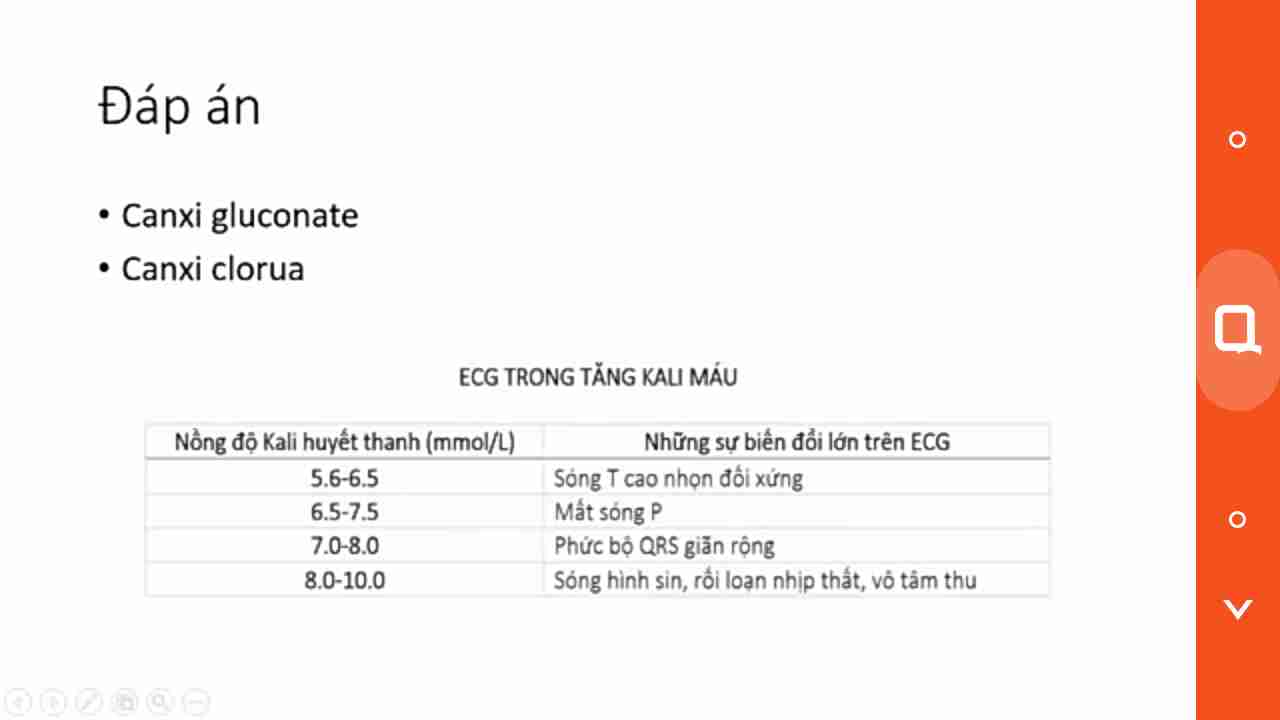 Đáp án
• Canxi gluconate
• Canxi clorua
ECG TRONG TĂNG KALI MÁU
Nồng độ Kali huyết thanh (mmol/L) Những sự biến đổi lớn trên ECG
5.6-6.5 Sóng T cao nhọn đối xứng
6.5-7.5 Mất sóng P
7.0-8.0 Phức bộ QRS giãn rộng
8.0-10.0 Sóng hình sin, rối loạn nhịp thất, vô tâm thu